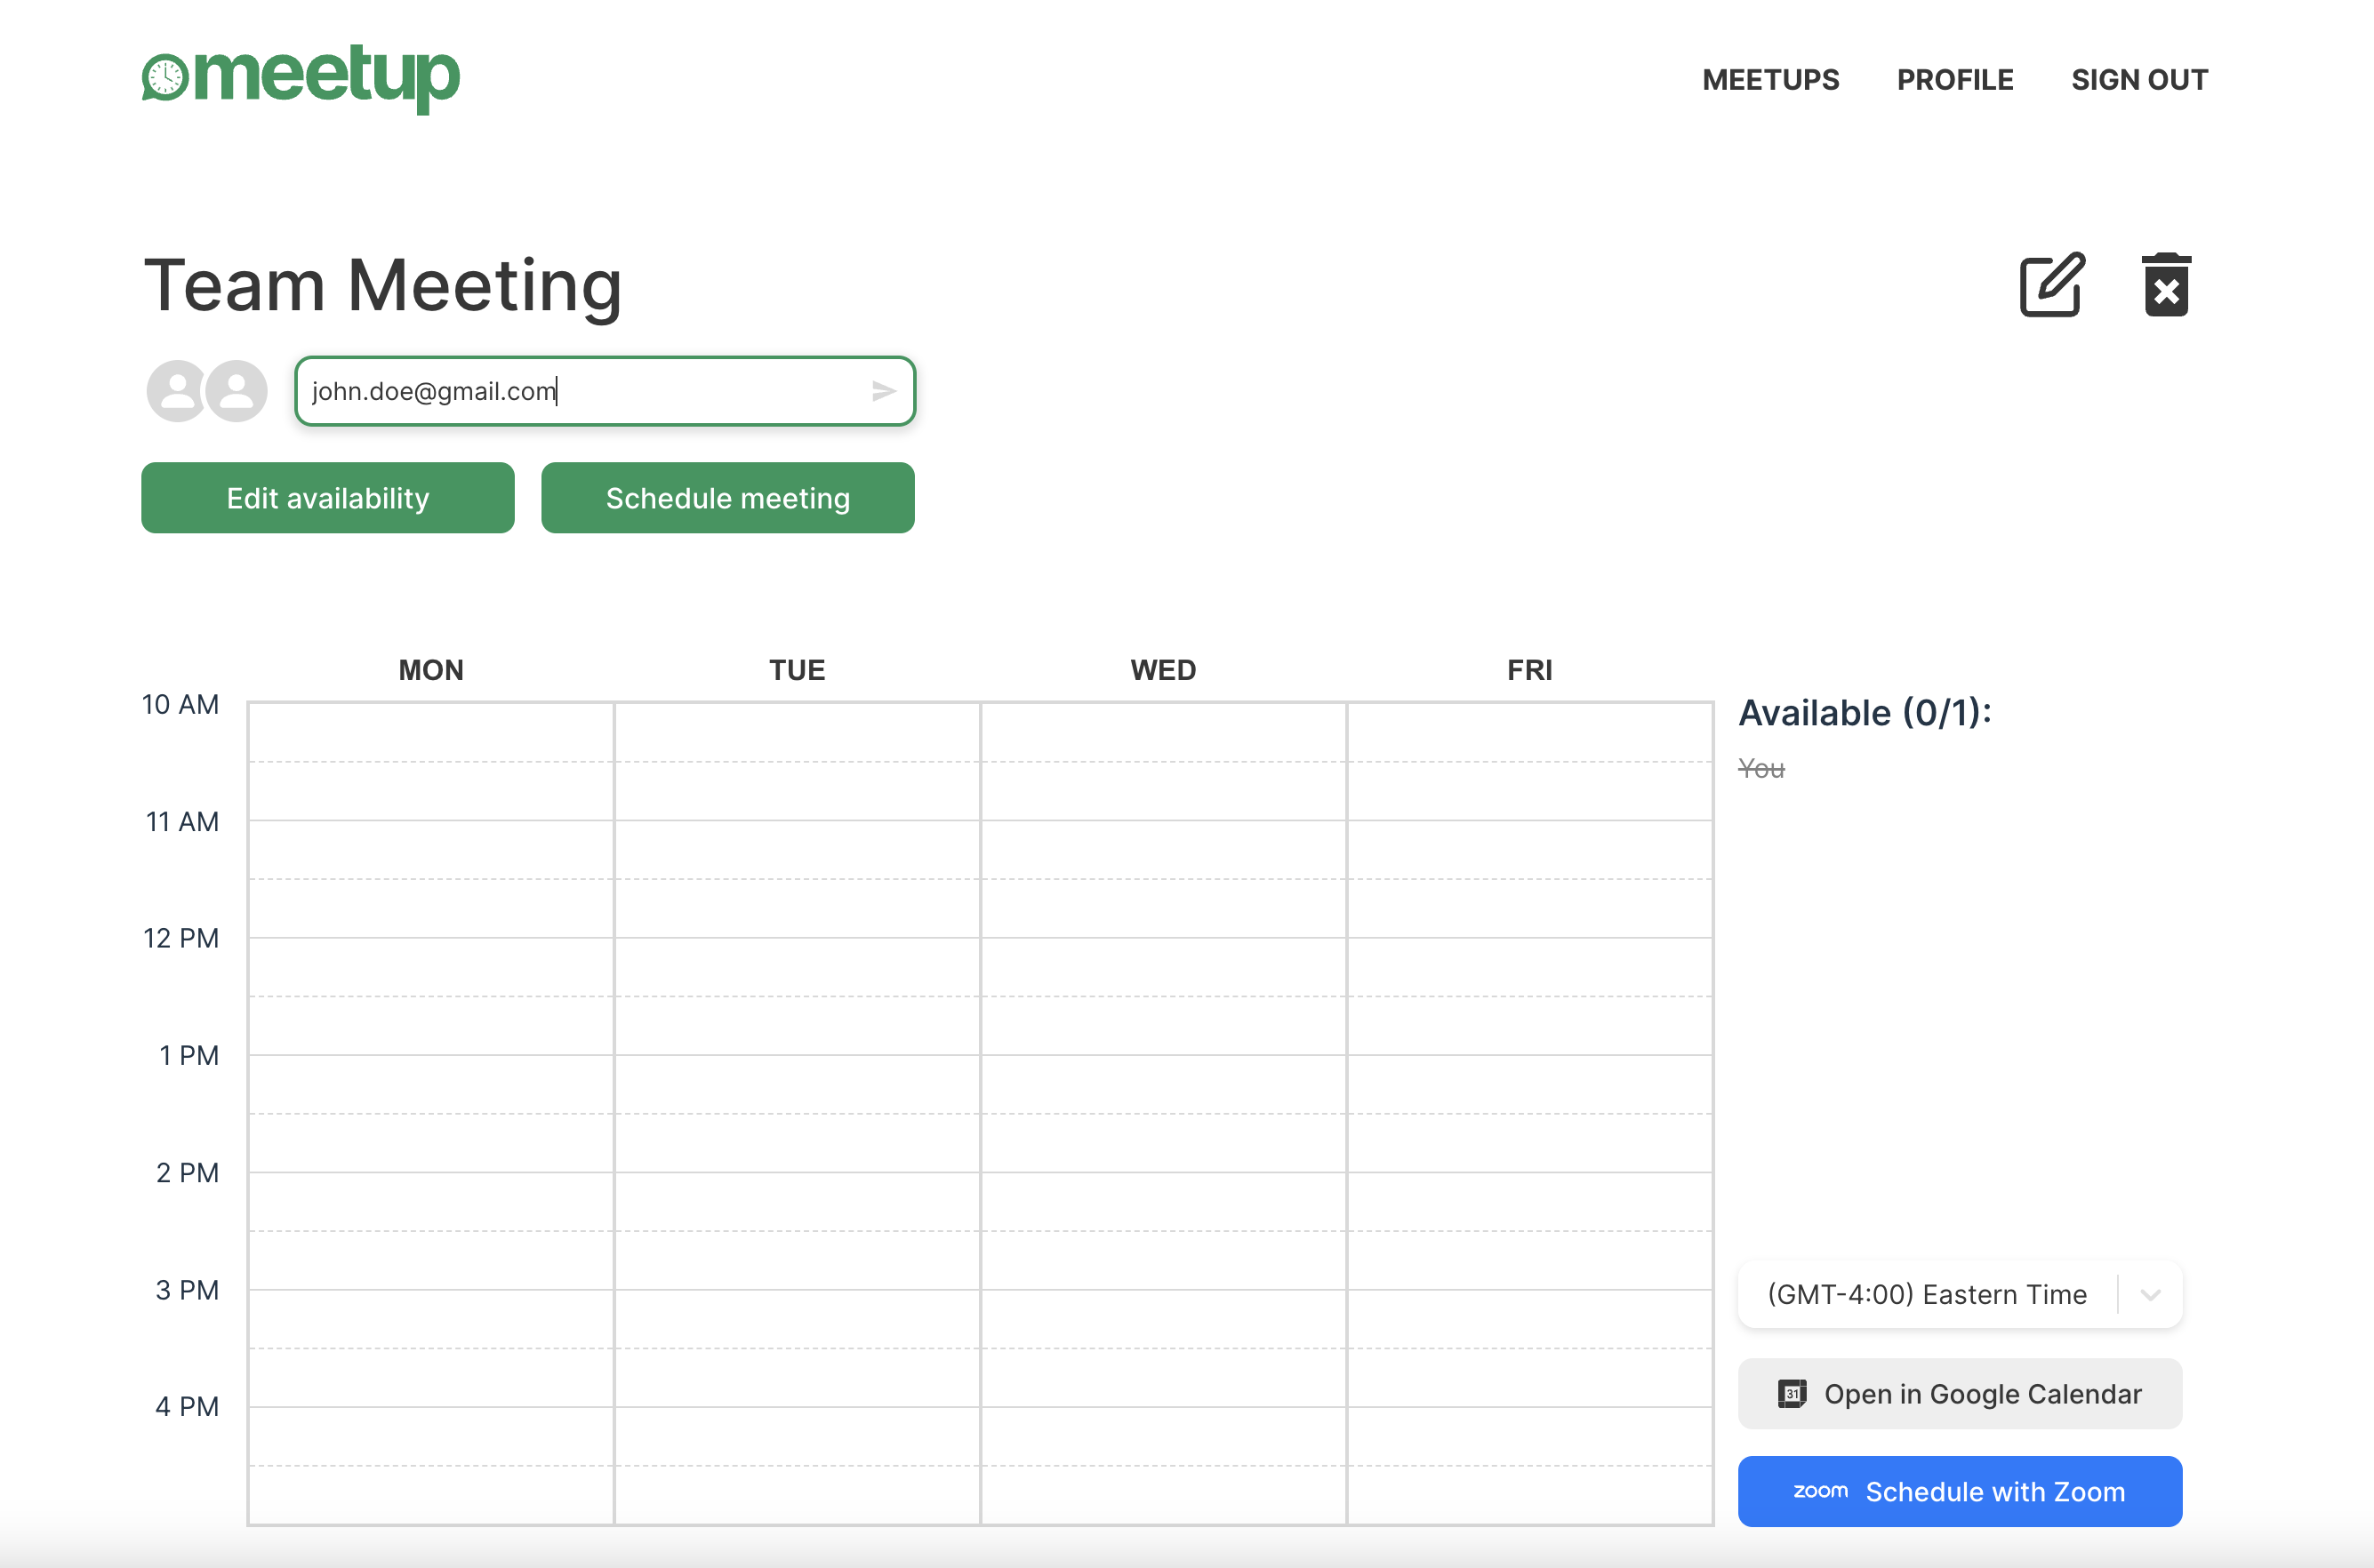 meetup
MEETUPS PROFILE SIGN OUT
Team Meeting
john.doe@gmail.com
Edit availability Schedule meeting
MON TUE WED FRI
10 AM
Available (0/1):
You
11 AM
12 PM
1 PM
2 PM
3 PM
(GMT-4:00) Eastern Time
4 PM
31 Open in Google Calendar
zoom Schedule with Zoom